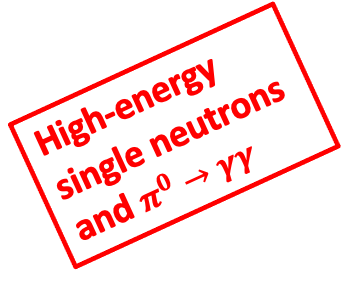 High-energy
single neutrons
and π⁰ → γγ